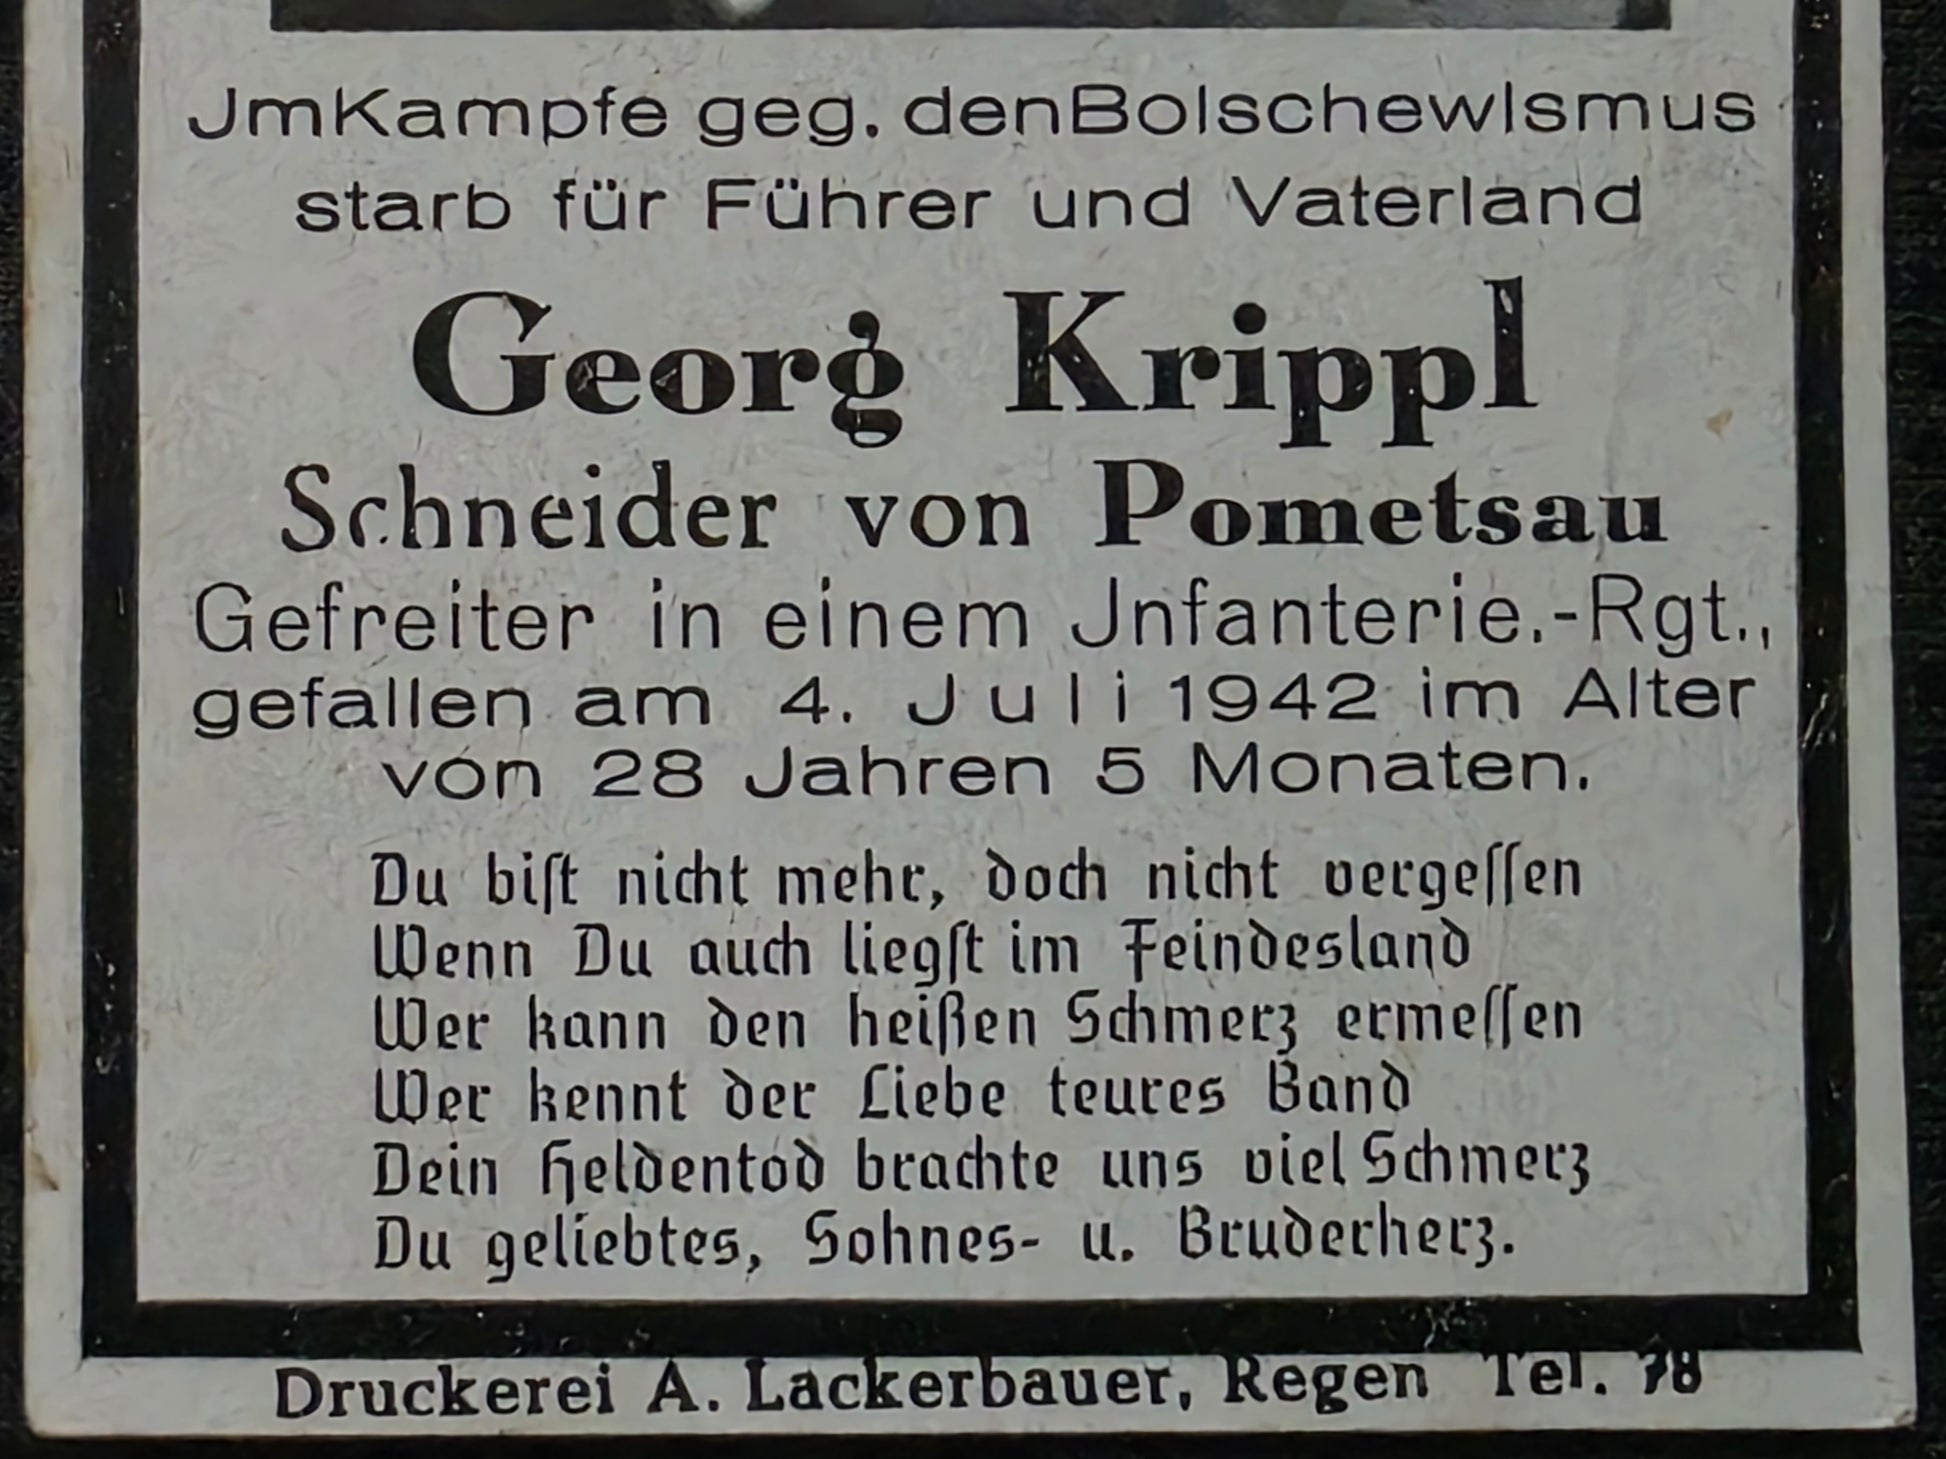 JmKampfe geg. denBolschewIsmus
starb für Führer und Vaterland
Georg Krippl
Schneider von Pometsau
Gefreiter in einem Jnfanterie.-Rgt.,
gefallen am 4. Juli 1942 im Alter
von 28 Jahren 5 Monaten.
Du biſt nicht mehr, doch nicht vergeſſen
Wenn Du auch liegſt im Feindesland
Wer kann den heißen Schmerz ermeſſen
Wer kennt der Liebe teures Band
Dein Heldentod brachte uns viel Schmerz
Du geliebtes, Sohnes- u. Bruderherz.
Druckerei A. Lackerbauer, Regen Tel. 78